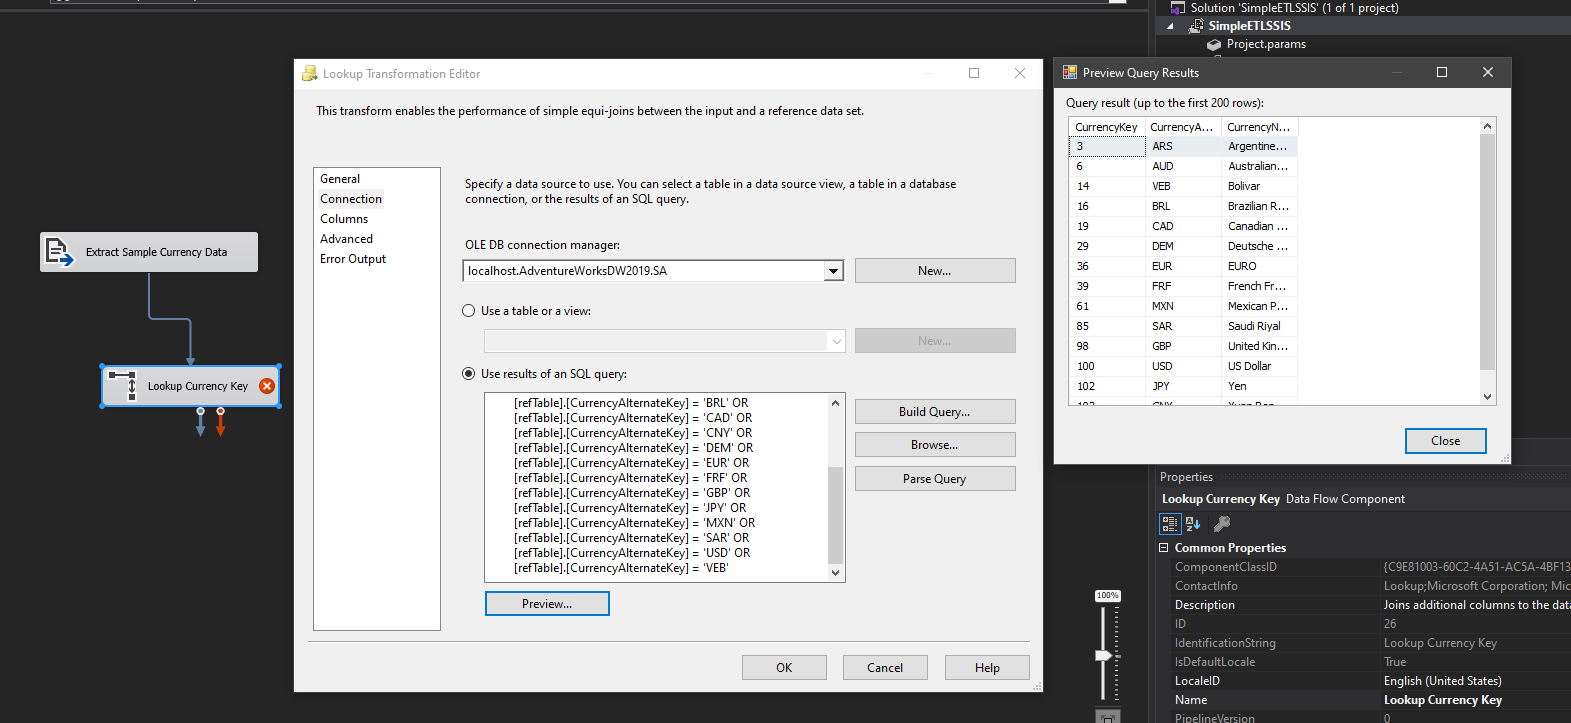 Solution 'SimpleETLSSIS' (1 of 1 project)
SimpleETLSSIS
Project.params
Lookup Transformation Editor
This transform enables the performance of simple equi-joins between the input and a reference data set.
General
Connection
Columns
Advanced
Error Output
Specify a data source to use. You can select a table in a data source view, a table in a database
connection, or the results of an SQL query.
OLE DB connection manager:
localhost.AdventureWorksDW2019.SA
New...
Use a table or a view:
New...
Use results of an SQL query:
[refTable].[CurrencyAlternateKey] = 'BRL' OR
[refTable].[CurrencyAlternateKey] = 'CAD' OR
[refTable].[CurrencyAlternateKey] = 'CNY' OR
[refTable].[CurrencyAlternateKey] = 'DEM' OR
[refTable].[CurrencyAlternateKey] = 'EUR' OR
[refTable].[CurrencyAlternateKey] = 'FRF' OR
[refTable].[CurrencyAlternateKey] = 'GBP' OR
[refTable].[CurrencyAlternateKey] = 'JPY' OR
[refTable].[CurrencyAlternateKey] = 'MXN' OR
[refTable].[CurrencyAlternateKey] = 'SAR' OR
[refTable].[CurrencyAlternateKey] = 'USD' OR
[refTable].[CurrencyAlternateKey] = 'VEB'
Build Query...
Browse...
Parse Query
Preview...
OK Cancel Help
Extract Sample Currency Data
Lookup Currency Key
Preview Query Results
Query result (up to the first 200 rows):
CurrencyKey CurrencyA... CurrencyN...
3 ARS Argentine...
6 AUD Australian...
14 VEB Bolivar
16 BRL Brazilian R...
19 CAD Canadian ...
29 DEM Deutsche ...
36 EUR EURO
39 FRF French Fr...
61 MXN Mexican P...
85 SAR Saudi Riyal
98 GBP United Kin...
100 USD US Dollar
102 JPY Yen
Close
100%
Properties
Lookup Currency Key Data Flow Component
Common Properties
ComponentClassID {C9E81003-60C2-4A51-AC5A-4BF13
ContactInfo Lookup;Microsoft Corporation; Mic
Description Joins additional columns to the data
ID 26
IdentificationString Lookup Currency Key
IsDefaultLocale True
LocaleID English (United States)
Name Lookup Currency Key
PipelineVersion 0